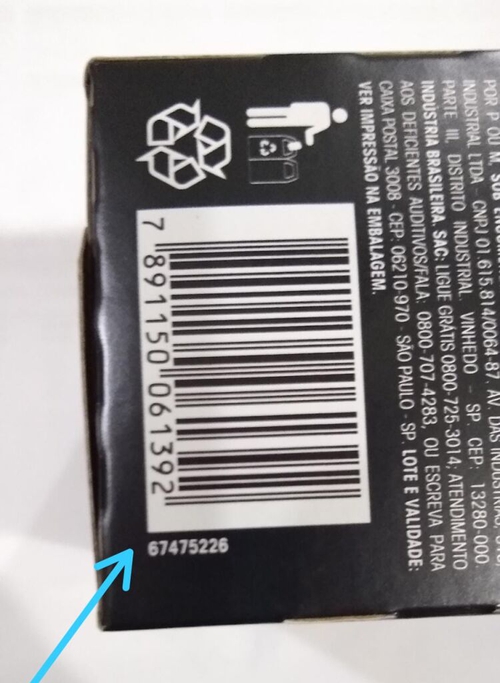 POR P OU M.
INDUSTRIAL LTDA - CNPJ 01.615.814/0064-87. AV. DAS
PARTE III, DISTRITO INDUSTRIAL. VINHEDO - SP. CEP: 13280-000.
INDÚSTRIA BRASILEIRA. SAC: LIGUE GRÁTIS 0800-725-3014; ATENDIMENTO
AOS DEFICIENTES AUDITIVOS/FALA: 0800-707-4283, OU ESCREVA PARA
CAIXA POSTAL 3008 - CEP: 06210-970 - SÃO PAULO - SP. LOTE E VALIDADE:
VER IMPRESSÃO NA EMBALAGEM.
7 891150 061392
67475226